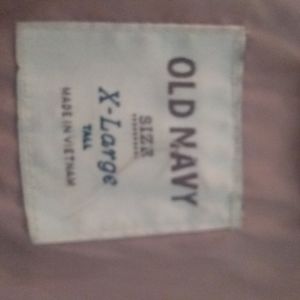 OLD NAVY
SIZE
X-Large
TALL
MADE IN VIETNAM